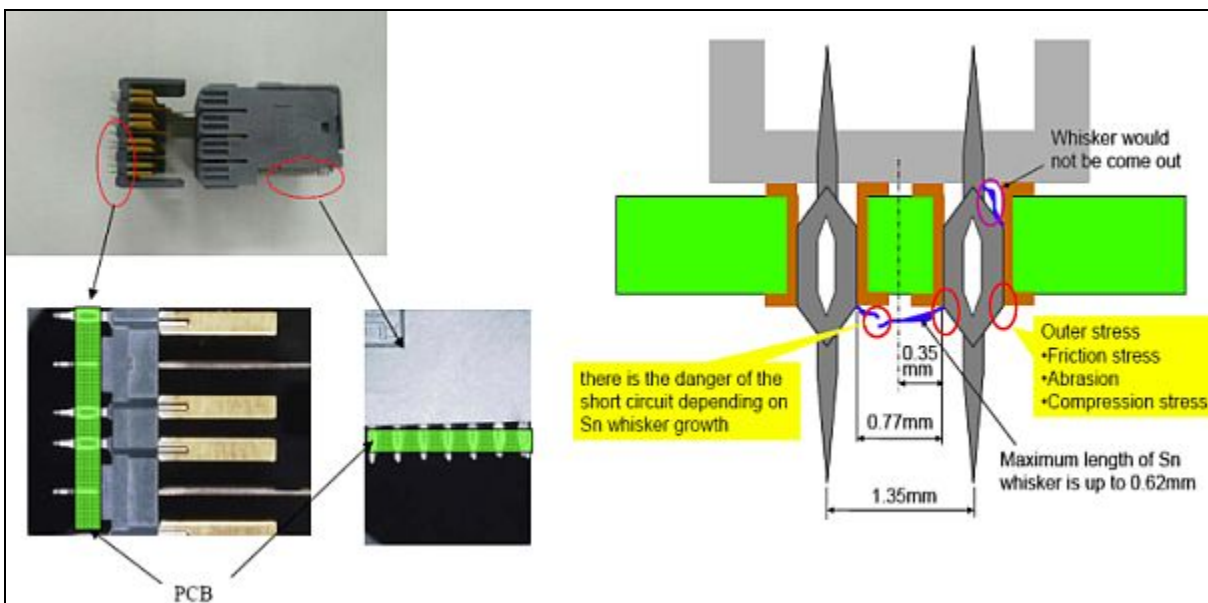 PCB
Whisker would
not be come out
there is the danger of the
short circuit depending on
Sn whisker growth
0.35
mm
0.77mm
1.35mm
Outer stress
•Friction stress
•Abrasion
•Compression stress
Maximum length of Sn
whisker is up to 0.62mm